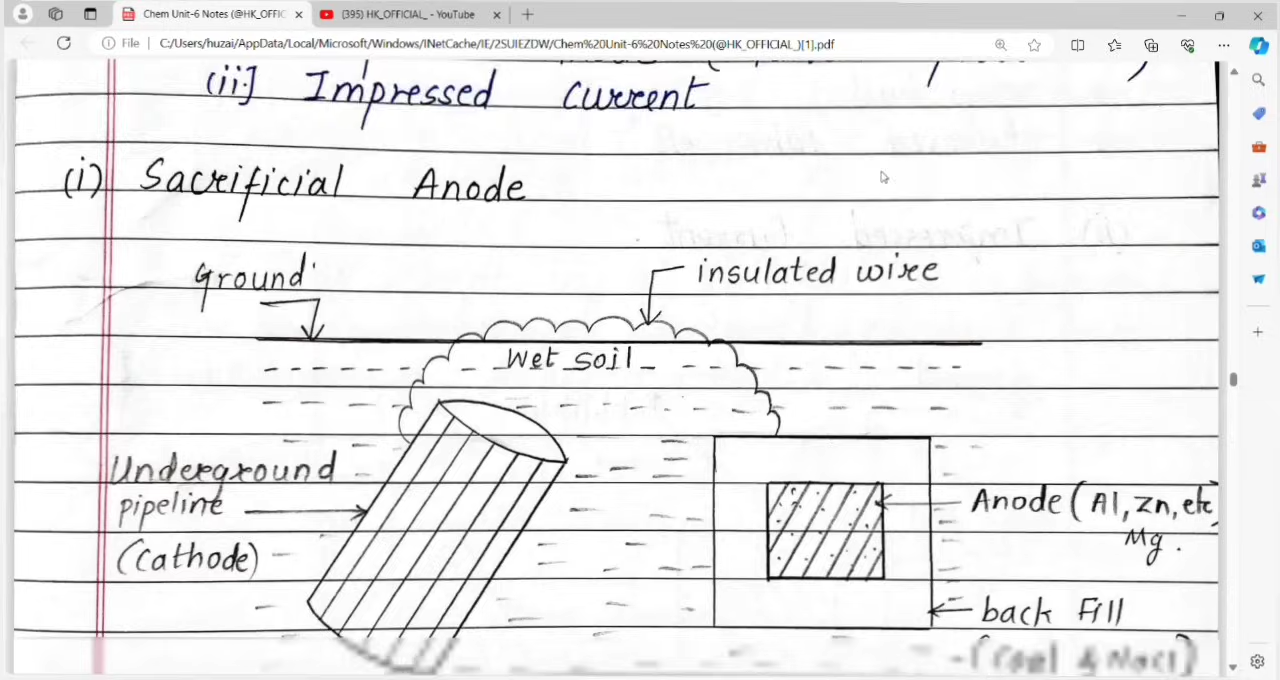 Chem Unit-6 Notes (@HK_OFFIC
(395) HK_OFFICIAL_ - YouTube
File
C:/Users/huzai/AppData/Local/Microsoft/Windows/INetCache/IE/2SUIEZDW/Chem%20Unit-6%20Notes%20(@HK_OFFICIAL_)[1].pdf
(ii] Impressed Current
(i) Sacrificial Anode
ground
insulated wire
Wet soil
Underground
pipeline
(Cathode)
Anode (Al, Zn, etc
Mg.
back Fill
(Coal & Nacl)